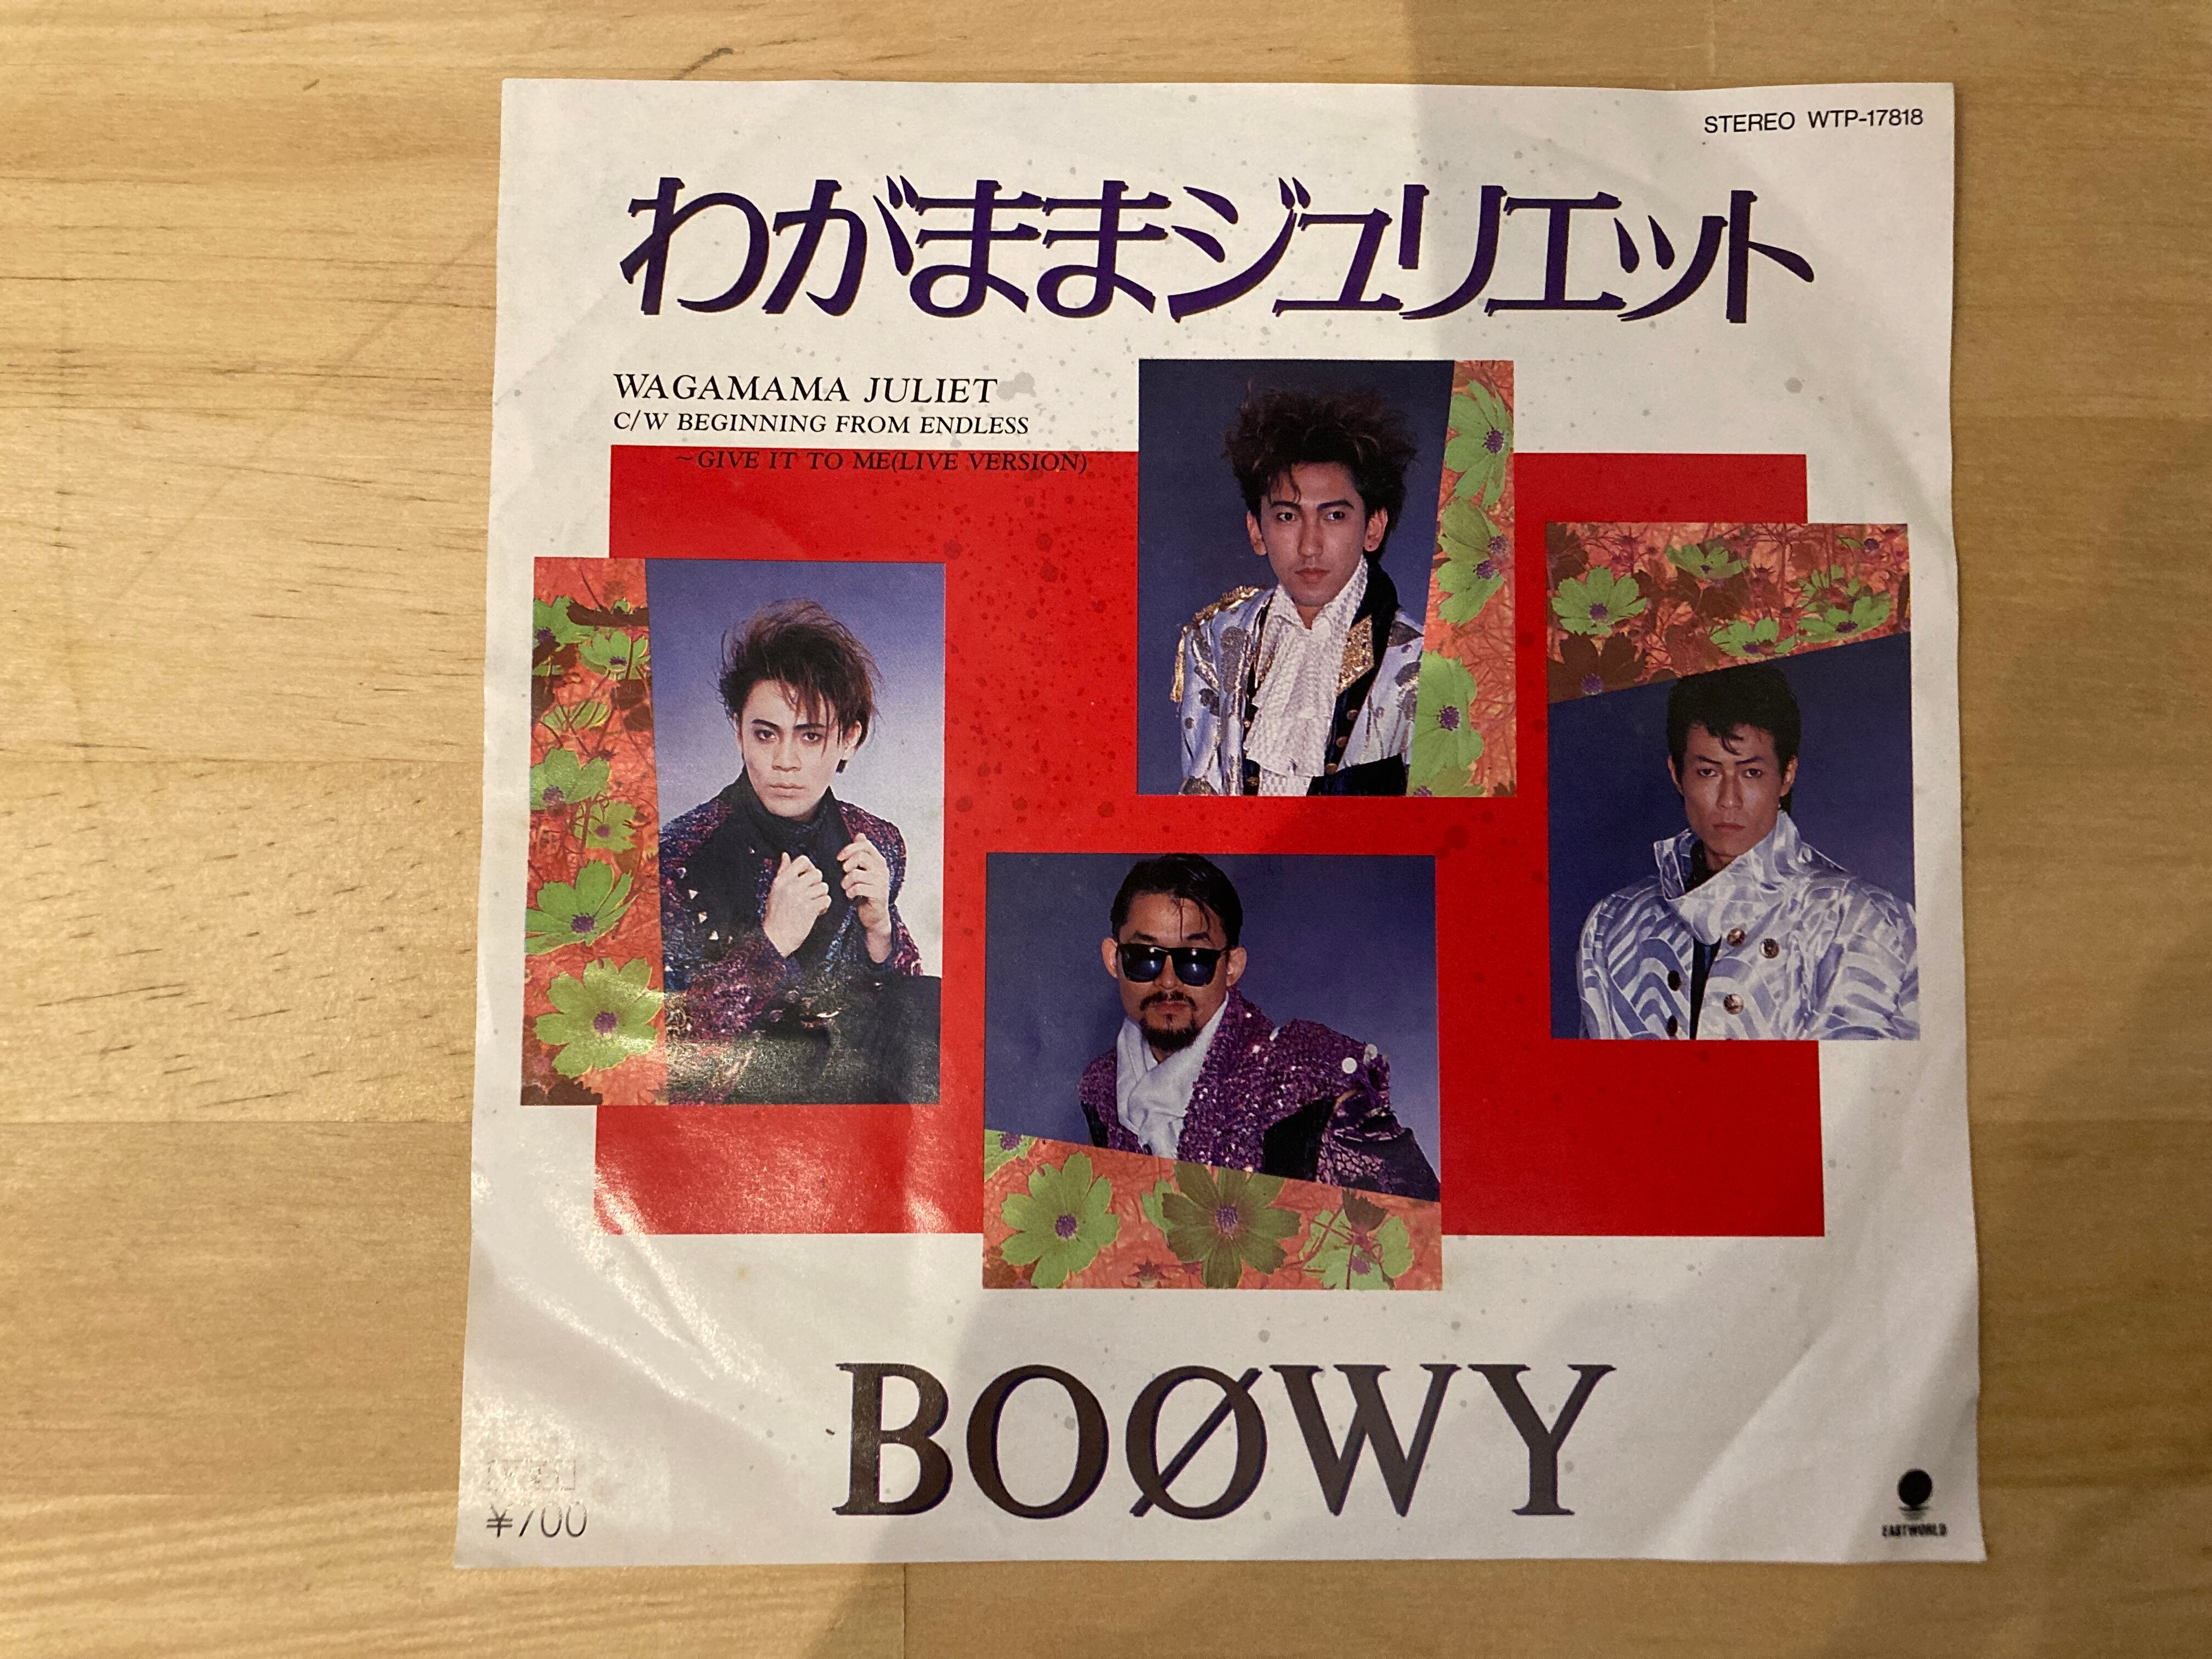 STEREO WTP-17818
わがままジュリエット
WAGAMAMA JULIET
C/W BEGINNING FROM ENDLESS
~GIVE IT TO ME(LIVE VERSION)
BOØWY
¥700
EASTWORLD